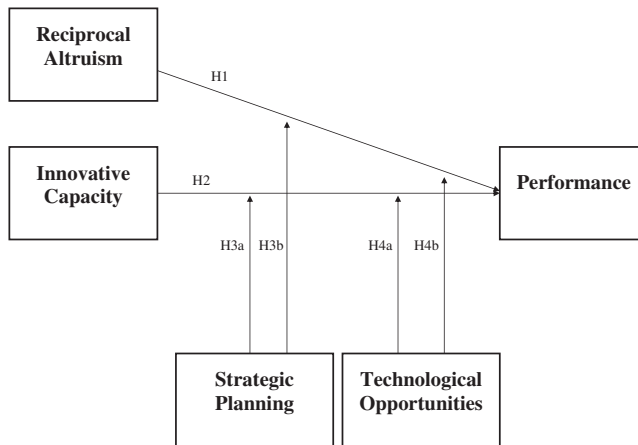 Reciprocal
Altruism
H1
Innovative
Capacity
H2
Performance
H3a
H3b
H4a
H4b
Strategic
Planning
Technological
Opportunities